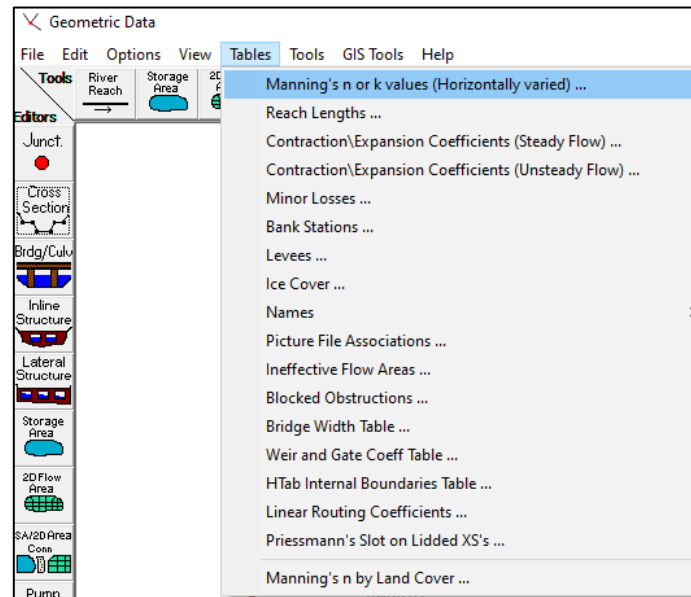 Geometric Data
File Edit Options View Tables Tools GIS Tools Help
Tools
Editors
River
Reach
Storage
Area
Junct.
Cross
Section
Brdg/Culv
Inline
Structure
Lateral
Structure
Storage
Area
2D Flow
Area
SA/2D Area
Conn
Pump
Manning's n or k values (Horizontally varied) ...
Reach Lengths ...
Contraction\Expansion Coefficients (Steady Flow) ...
Contraction\Expansion Coefficients (Unsteady Flow) ...
Minor Losses ...
Bank Stations ...
Levees ...
Ice Cover ...
Names
Picture File Associations ...
Ineffective Flow Areas ...
Blocked Obstructions ...
Bridge Width Table ...
Weir and Gate Coeff Table ...
HTab Internal Boundaries Table ...
Linear Routing Coefficients ...
Priessmann's Slot on Lidded XS's ...
Manning's n by Land Cover ...